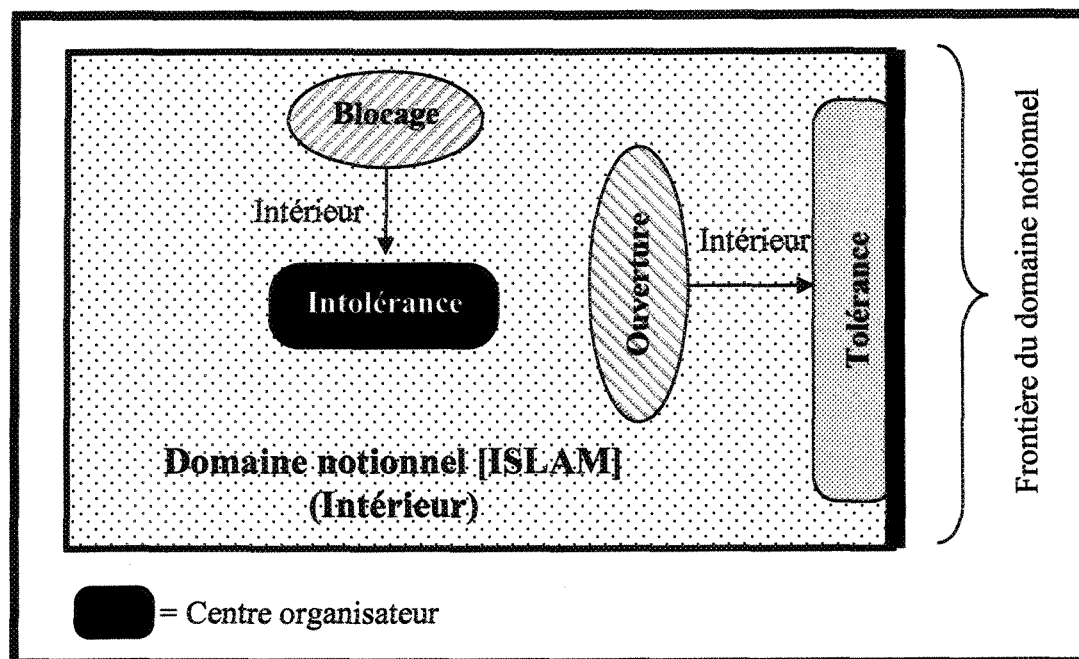 Blocage
Intérieur
Intolérance
Ouverture
Intérieur
Tolérance
Domaine notionnel [ISLAM]
(Intérieur)
Frontière du domaine notionnel
= Centre organisateur